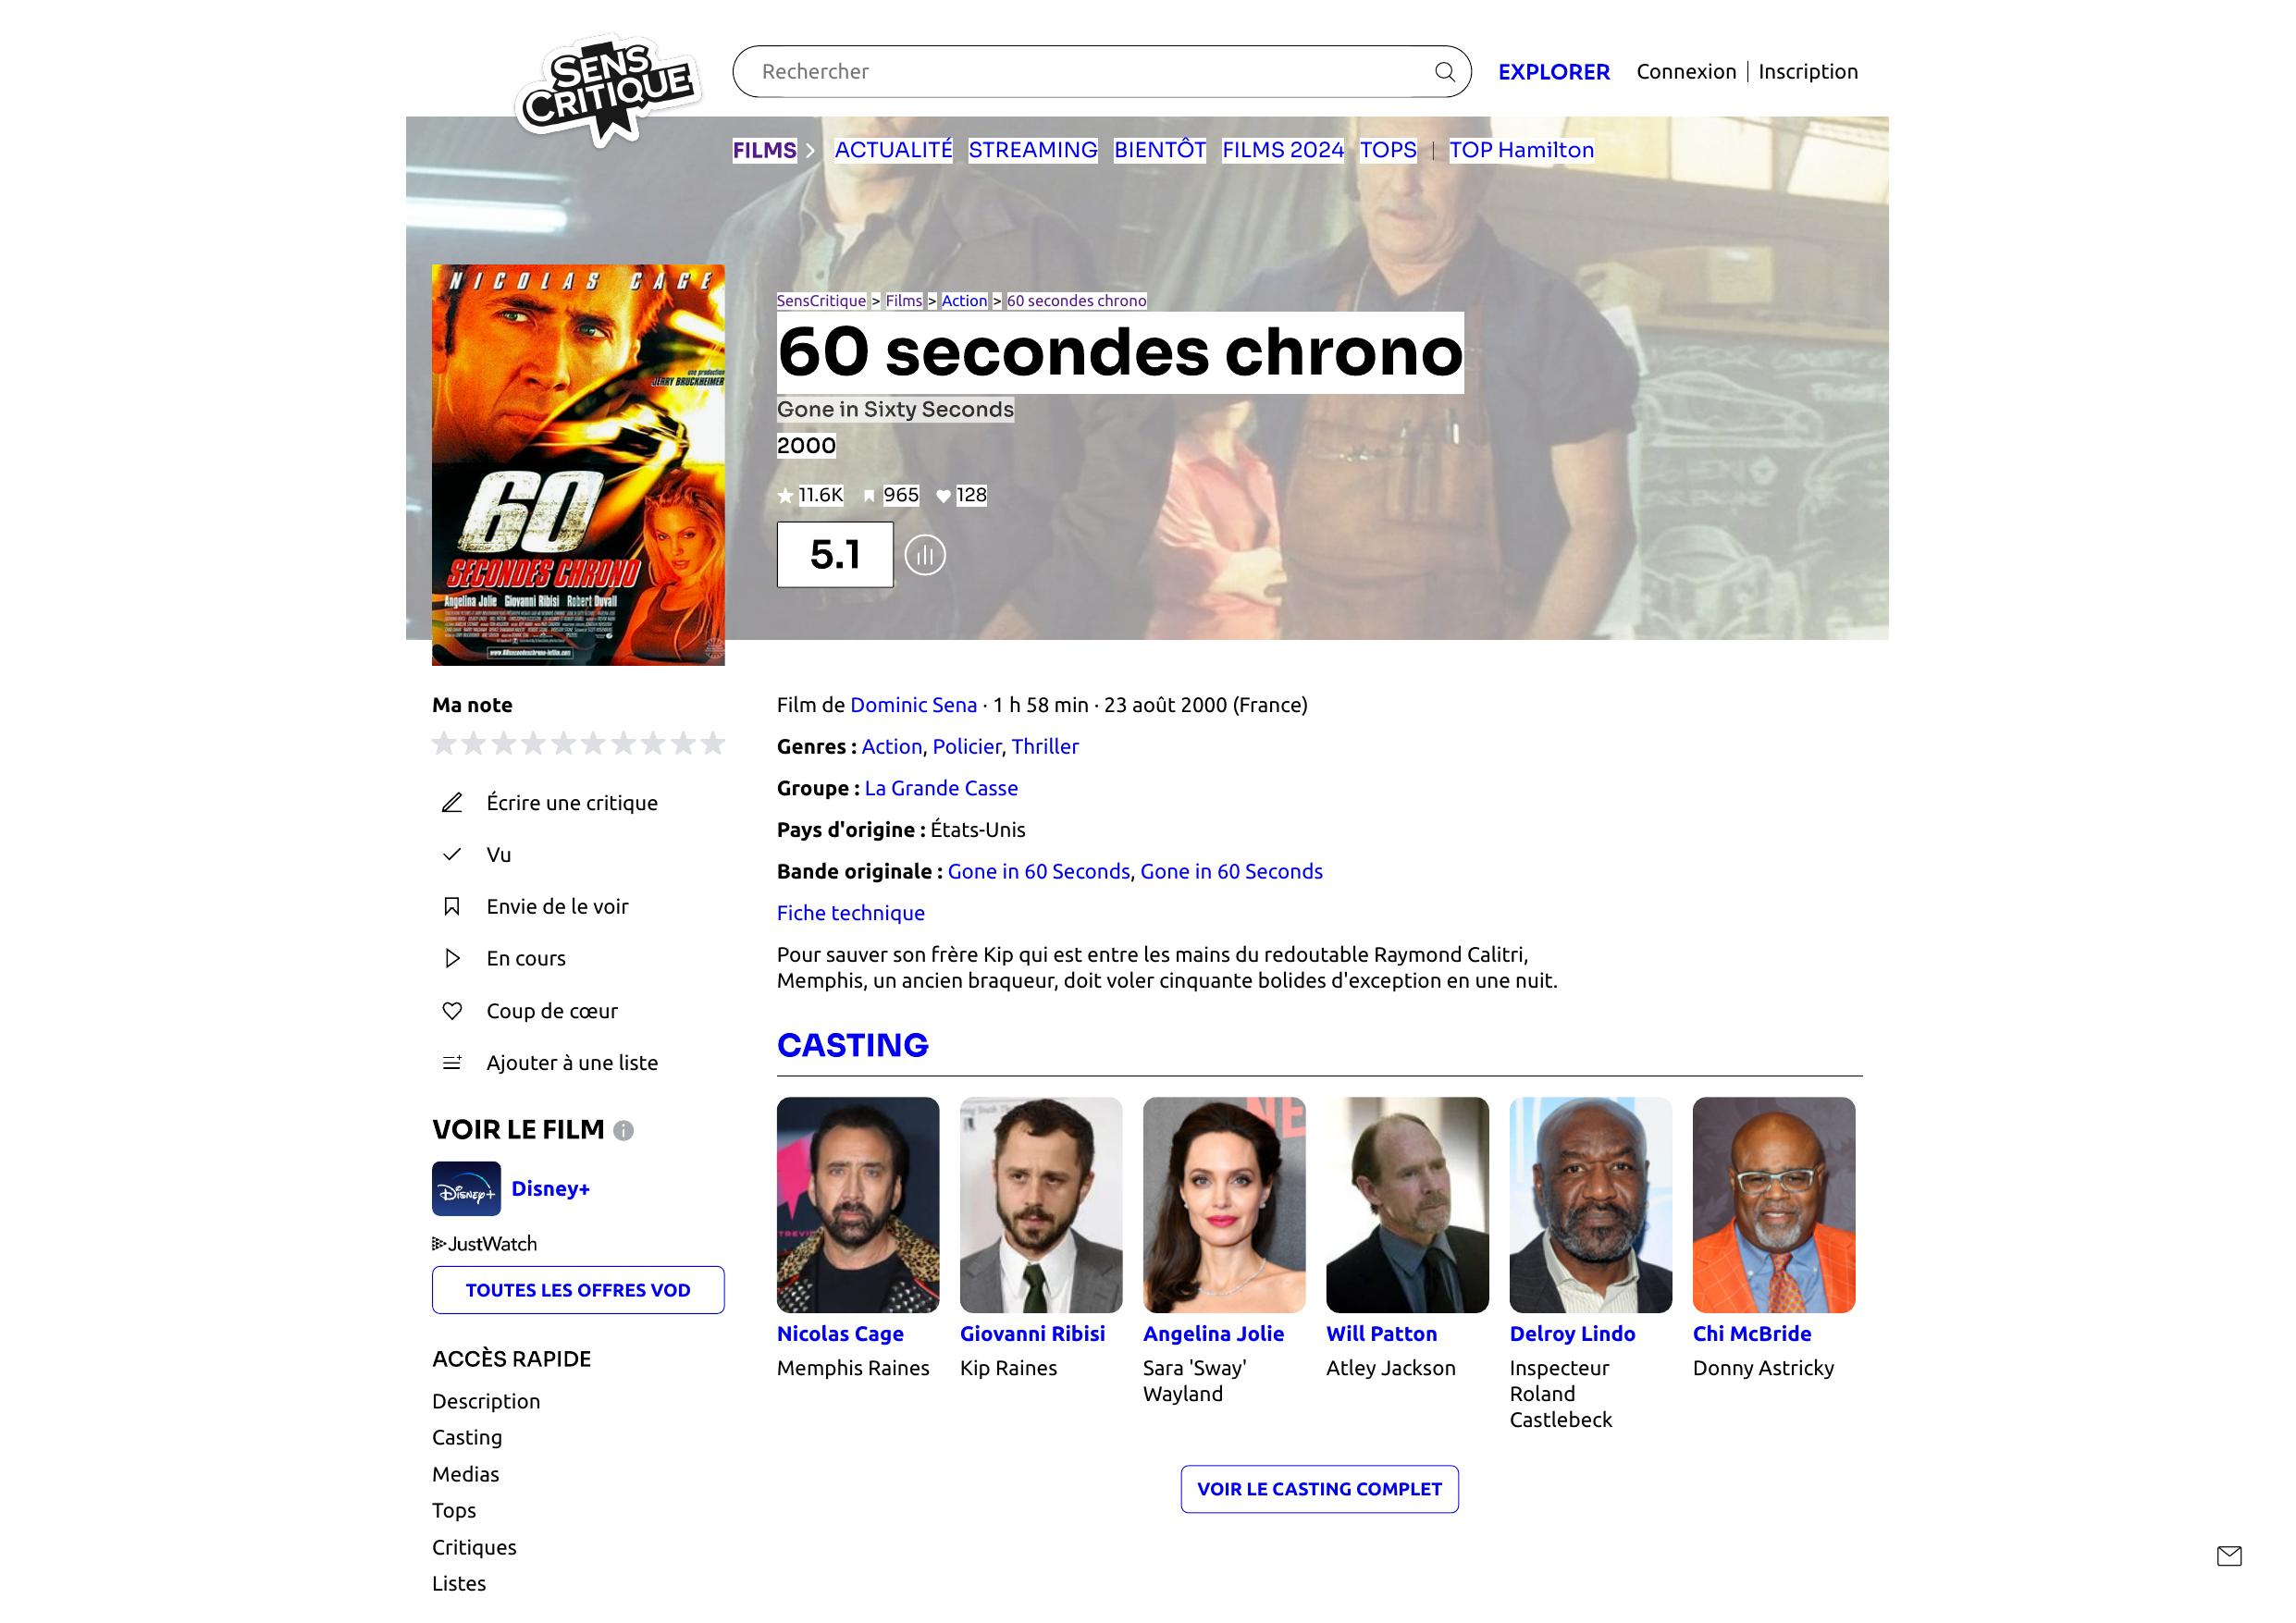 SENS
CRITIQUE
Rechercher
EXPLORER
Connexion | Inscription
FILMS
ACTUALITÉ
STREAMING
BIENTÔT
FILMS 2024
TOPS
|
TOP Hamilton
NICOLAS CAGE
une production
JERRY BRUCKHEIMER
60
SECONDES CHRONO
Angelina Jolie Giovanni Ribisi Robert Duvall
SensCritique > Films > Action > 60 secondes chrono
60 secondes chrono
Gone in Sixty Seconds
2000
11.6K 965 128
5.1
Ma note
Écrire une critique
Vu
Envie de le voir
En cours
Coup de cœur
Ajouter à une liste
VOIR LE FILM
Disney+
Disney+
JustWatch
TOUTES LES OFFRES VOD
ACCÈS RAPIDE
Description
Casting
Medias
Tops
Critiques
Listes
Film de Dominic Sena · 1 h 58 min · 23 août 2000 (France)
Genres : Action, Policier, Thriller
Groupe : La Grande Casse
Pays d'origine : États-Unis
Bande originale : Gone in 60 Seconds, Gone in 60 Seconds
Fiche technique
Pour sauver son frère Kip qui est entre les mains du redoutable Raymond Calitri,
Memphis, un ancien braqueur, doit voler cinquante bolides d'exception en une nuit.
CASTING
Nicolas Cage
Memphis Raines
Giovanni Ribisi
Kip Raines
Angelina Jolie
Sara 'Sway'
Wayland
Will Patton
Atley Jackson
Delroy Lindo
Inspecteur
Roland
Castlebeck
Chi McBride
Donny Astricky
VOIR LE CASTING COMPLET